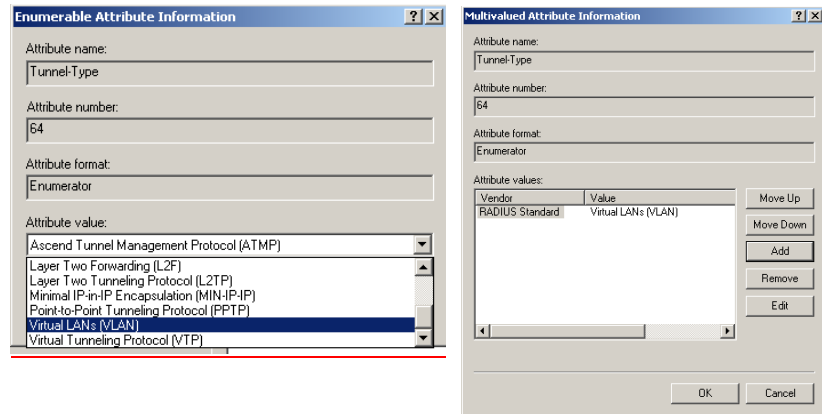 Enumerable Attribute Information
Attribute name:
Tunnel-Type
Attribute number:
64
Attribute format:
Enumerator
Attribute value:
Ascend Tunnel Management Protocol (ATMP)
Layer Two Forwarding (L2F)
Layer Two Tunneling Protocol (L2TP)
Minimal IP-in-IP Encapsulation (MIN-IP-IP)
Point-to-Point Tunneling Protocol (PPTP)
Virtual LANs (VLAN)
Virtual Tunneling Protocol (VTP)
Multivalued Attribute Information
Attribute name:
Tunnel-Type
Attribute number:
64
Attribute format:
Enumerator
Attribute values:
Vendor Value
RADIUS Standard Virtual LANs (VLAN)
Move Up
Move Down
Add
Remove
Edit
OK Cancel